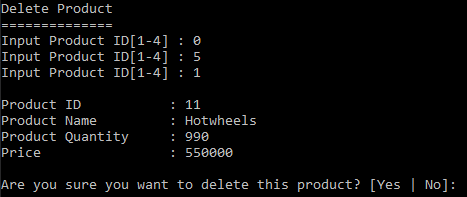 Delete Product
==============
Input Product ID[1-4] : 0
Input Product ID[1-4] : 5
Input Product ID[1-4] : 1
Product ID : 11
Product Name : Hotwheels
Product Quantity : 990
Price : 550000
Are you sure you want to delete this product? [Yes | No]: